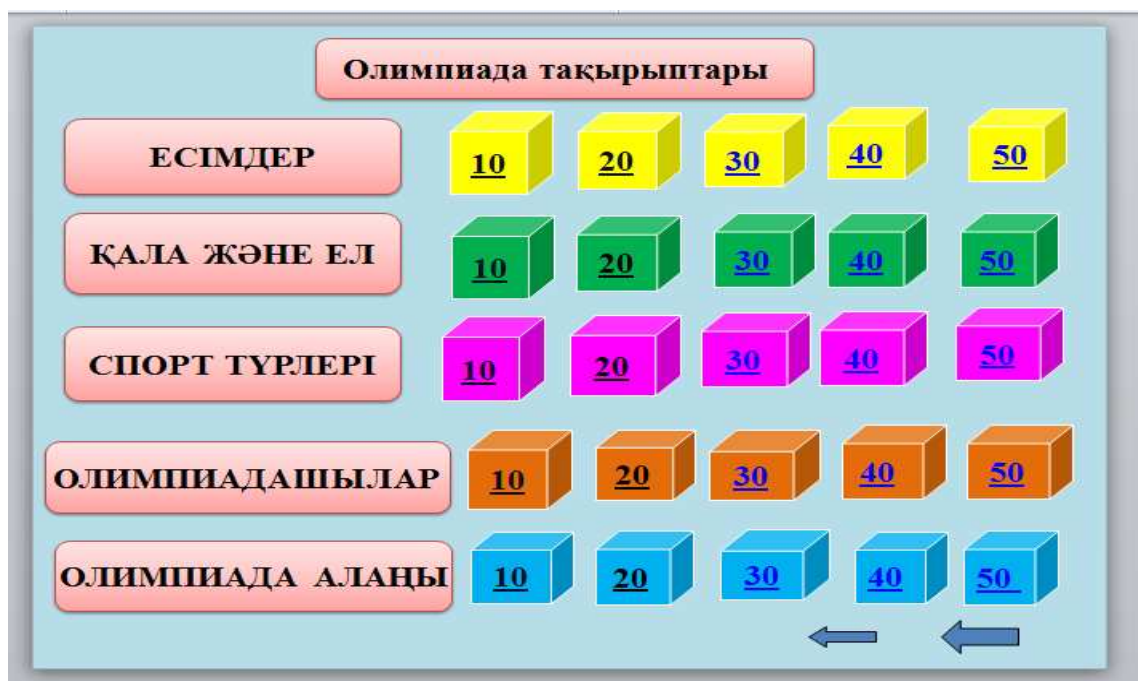 Олимпиада тақырыптары
ЕСІМДЕР 10 20 30 40 50
ҚАЛА ЖӘНЕ ЕЛ 10 20 30 40 50
СПОРТ ТҮРЛЕРІ 10 20 30 40 50
ОЛИМПИАДАШЫЛАР 10 20 30 40 50
ОЛИМПИАДА АЛАҢЫ 10 20 30 40 50